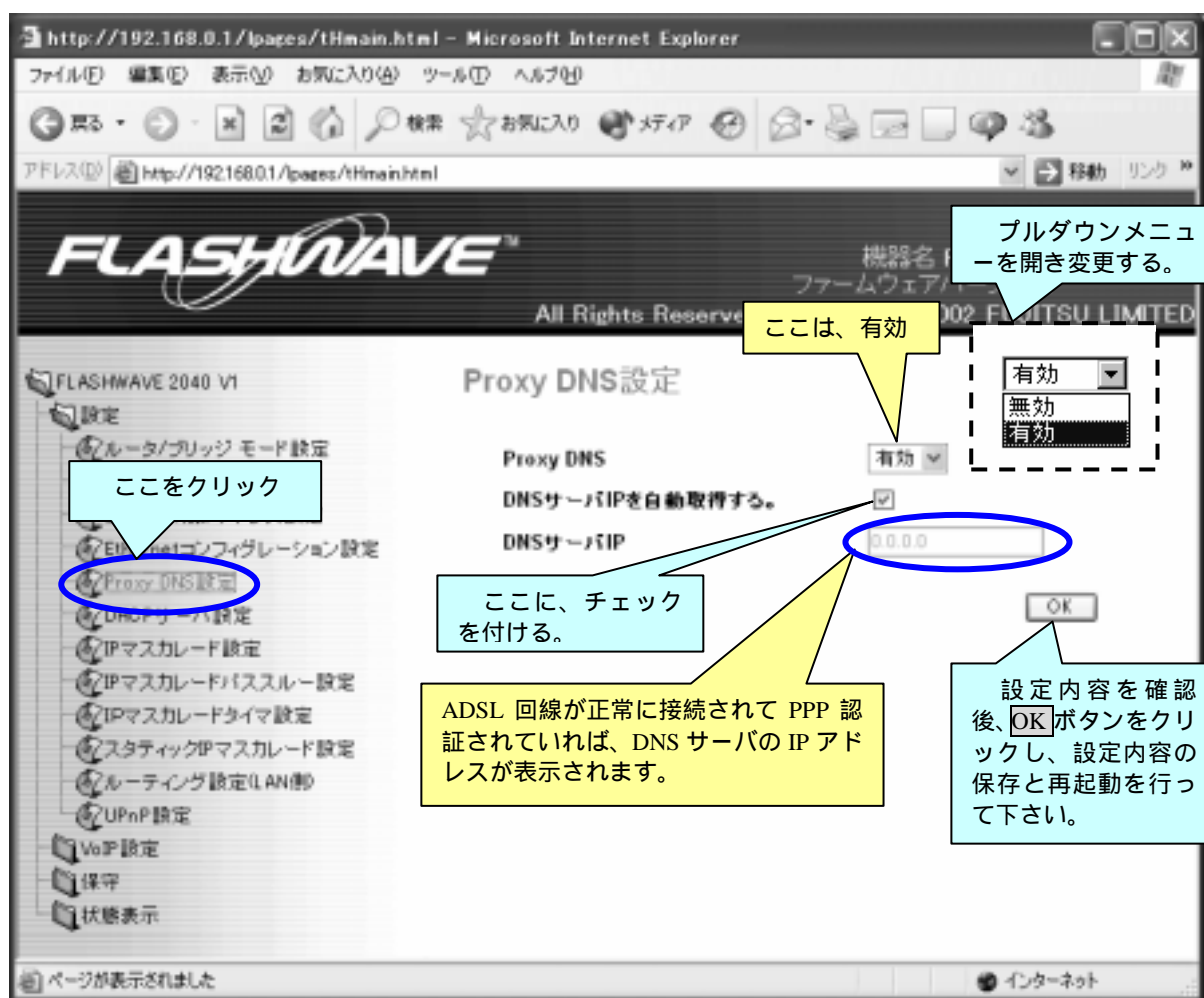 http://192.168.0.1/lpages/tHmain.html - Microsoft Internet Explorer
ファイル(F) 編集(E) 表示(V) お気に入り(A) ツール(T) ヘルプ(H)
戻る 検索 お気に入り メディア
アドレス(D) http://192.168.0.1/lpages/tHmain.html 移動 リンク »
FLASHWAVE™
機器名
ファームウェア
All Rights Reserve
002 FUJITSU LIMITED
プルダウンメニュ
ーを開き変更する。
ここは、有効
有効
無効
有効
FLASHWAVE 2040 V1
設定
ルータ/ブリッジ モード設定
ここをクリック
Ethernetコンフィグレーション設定
Proxy DNS設定
DHCPサーバ設定
IPマスカレード設定
IPマスカレードパススルー設定
IPマスカレードタイマ設定
スタティックIPマスカレード設定
ルーティング設定(LAN側)
UPnP設定
VoIP設定
保守
状態表示
Proxy DNS設定
Proxy DNS 有効
DNSサーバIPを自動取得する。
DNSサーバIP 0.0.0.0
OK
ここに、チェック
を付ける。
ADSL 回線が正常に接続されて PPP 認
証されていれば、DNS サーバの IP アド
レスが表示されます。
設定内容を確認
後、OK ボタンをクリ
ックし、設定内容の
保存と再起動を行っ
て下さい。
ページが表示されました インターネット